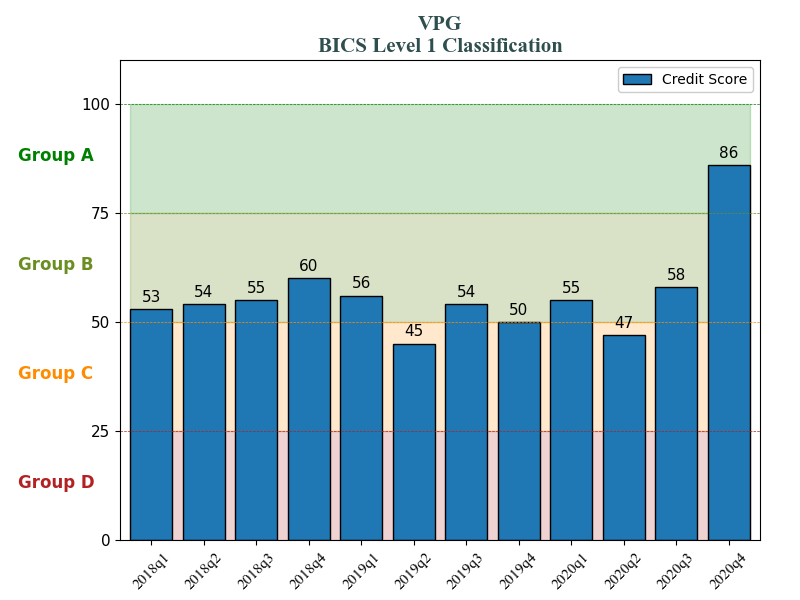 VPG
BICS Level 1 Classification
Credit Score
100
75
50
25
0
Group A
Group B
Group C
Group D
53
54
55
60
56
45
54
50
55
47
58
86
2018q1
2018q2
2018q3
2018q4
2019q1
2019q2
2019q3
2019q4
2020q1
2020q2
2020q3
2020q4